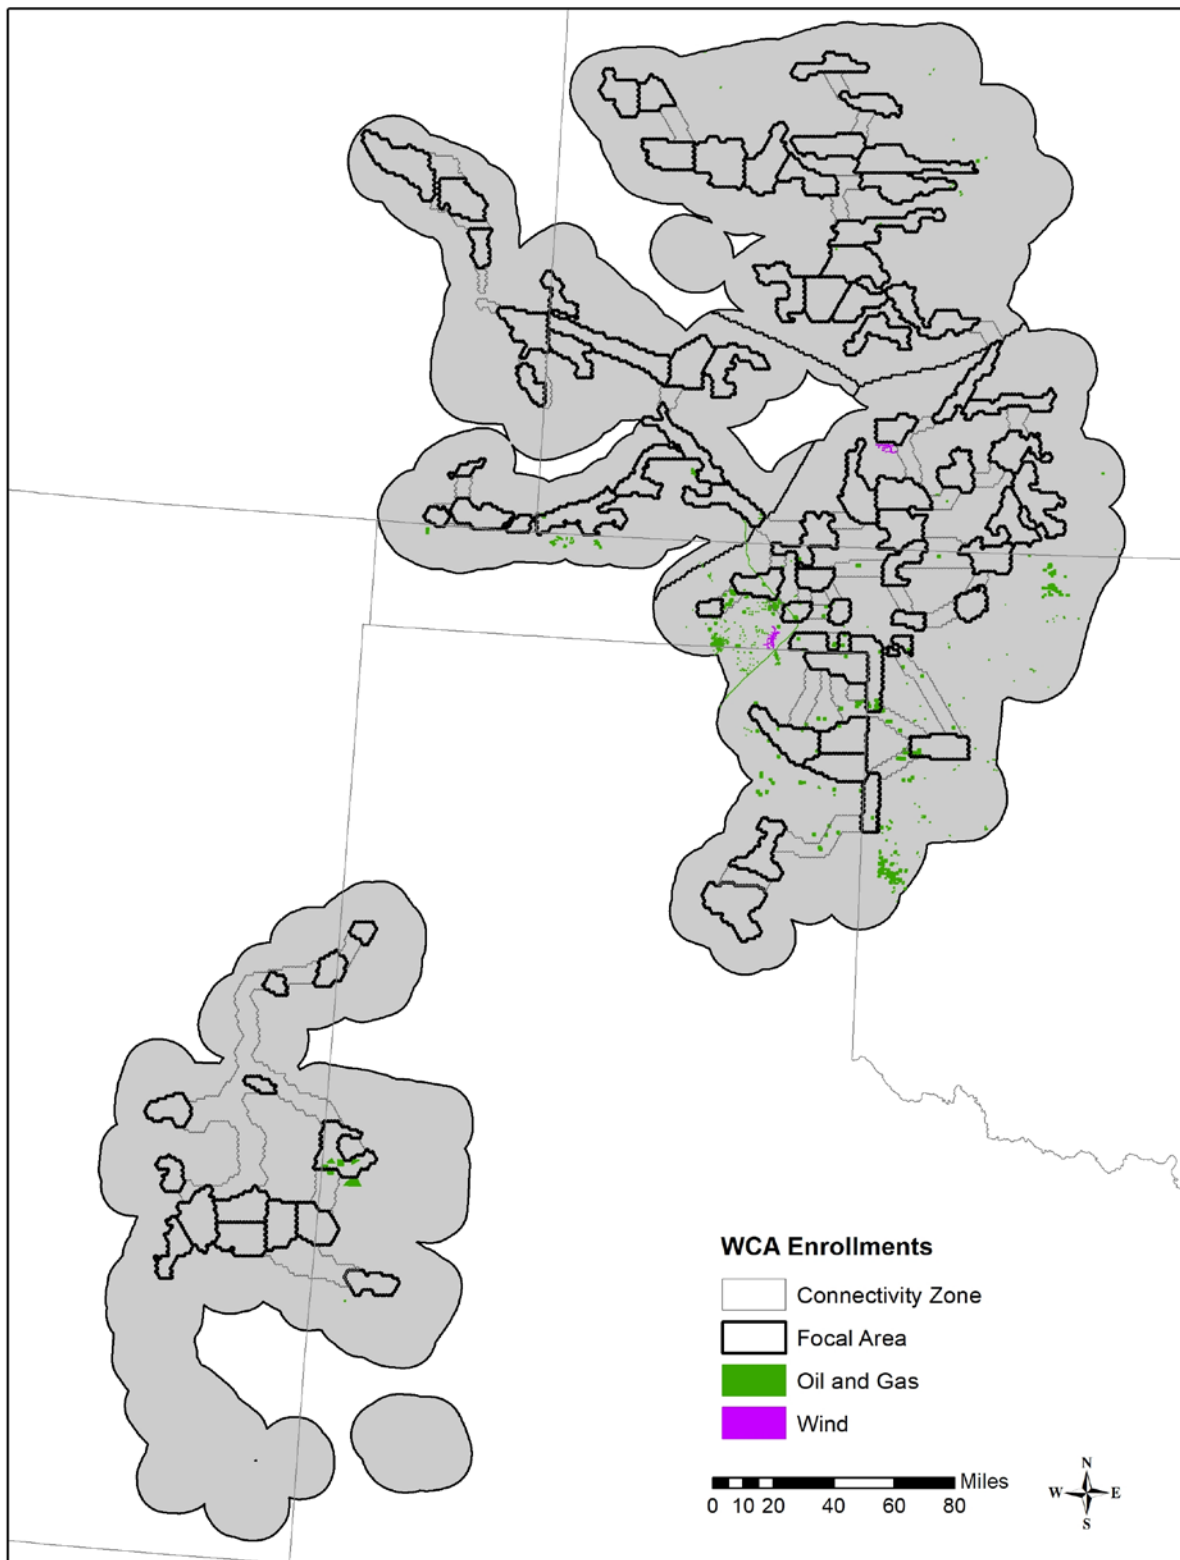 WCA Enrollments
Connectivity Zone
Focal Area
Oil and Gas
Wind
Miles
0 10 20 40 60 80
N
W E
S